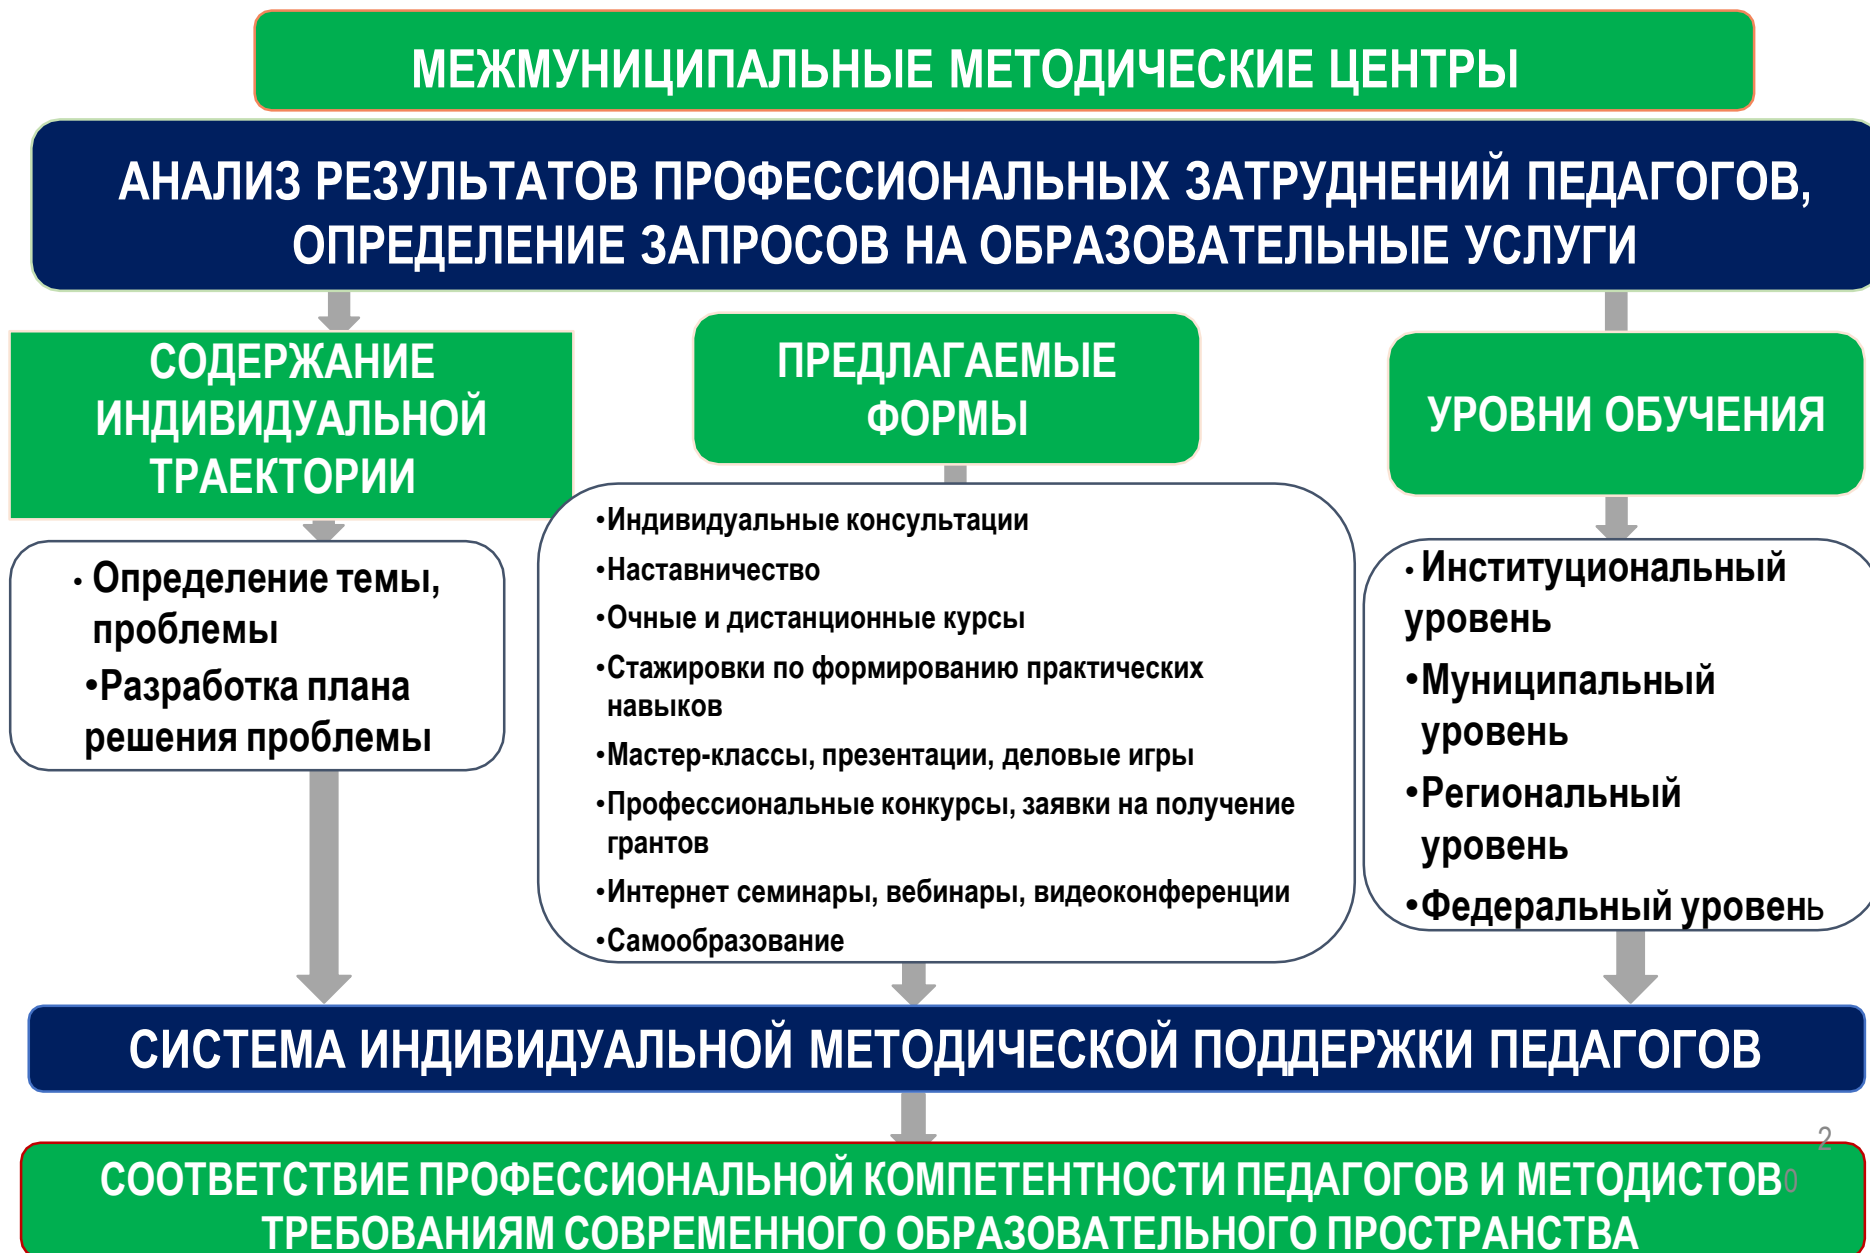 МЕЖМУНИЦИПАЛЬНЫЕ МЕТОДИЧЕСКИЕ ЦЕНТРЫ
АНАЛИЗ РЕЗУЛЬТАТОВ ПРОФЕССИОНАЛЬНЫХ ЗАТРУДНЕНИЙ ПЕДАГОГОВ,
ОПРЕДЕЛЕНИЕ ЗАПРОСОВ НА ОБРАЗОВАТЕЛЬНЫЕ УСЛУГИ
СОДЕРЖАНИЕ
ИНДИВИДУАЛЬНОЙ
ТРАЕКТОРИИ
• Определение темы,
проблемы
•Разработка плана
решения проблемы
ПРЕДЛАГАЕМЫЕ
ФОРМЫ
•Индивидуальные консультации
•Наставничество
•Очные и дистанционные курсы
•Стажировки по формированию практических
навыков
•Мастер-классы, презентации, деловые игры
•Профессиональные конкурсы, заявки на получение
грантов
•Интернет семинары, вебинары, видеоконференции
•Самообразование
УРОВНИ ОБУЧЕНИЯ
• Институциональный
уровень
•Муниципальный
уровень
•Региональный
уровень
•Федеральный уровень
СИСТЕМА ИНДИВИДУАЛЬНОЙ МЕТОДИЧЕСКОЙ ПОДДЕРЖКИ ПЕДАГОГОВ
СООТВЕТСТВИЕ ПРОФЕССИОНАЛЬНОЙ КОМПЕТЕНТНОСТИ ПЕДАГОГОВ И МЕТОДИСТОВ
ТРЕБОВАНИЯМ СОВРЕМЕННОГО ОБРАЗОВАТЕЛЬНОГО ПРОСТРАНСТВА
2
0